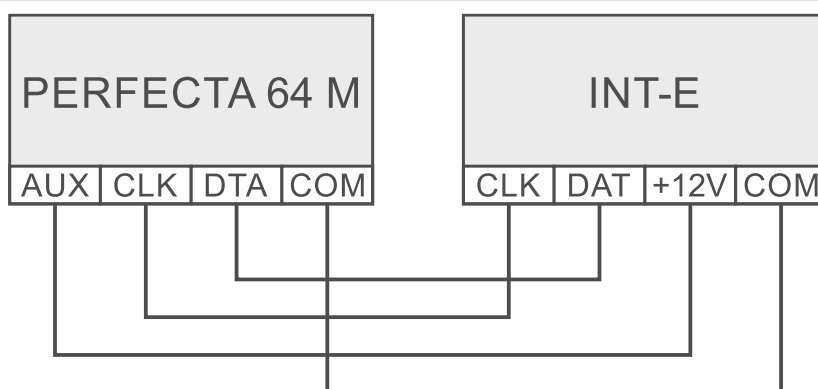 PERFECTA 64 M
INT-E
AUX CLK DTA COM
CLK DAT +12V COM